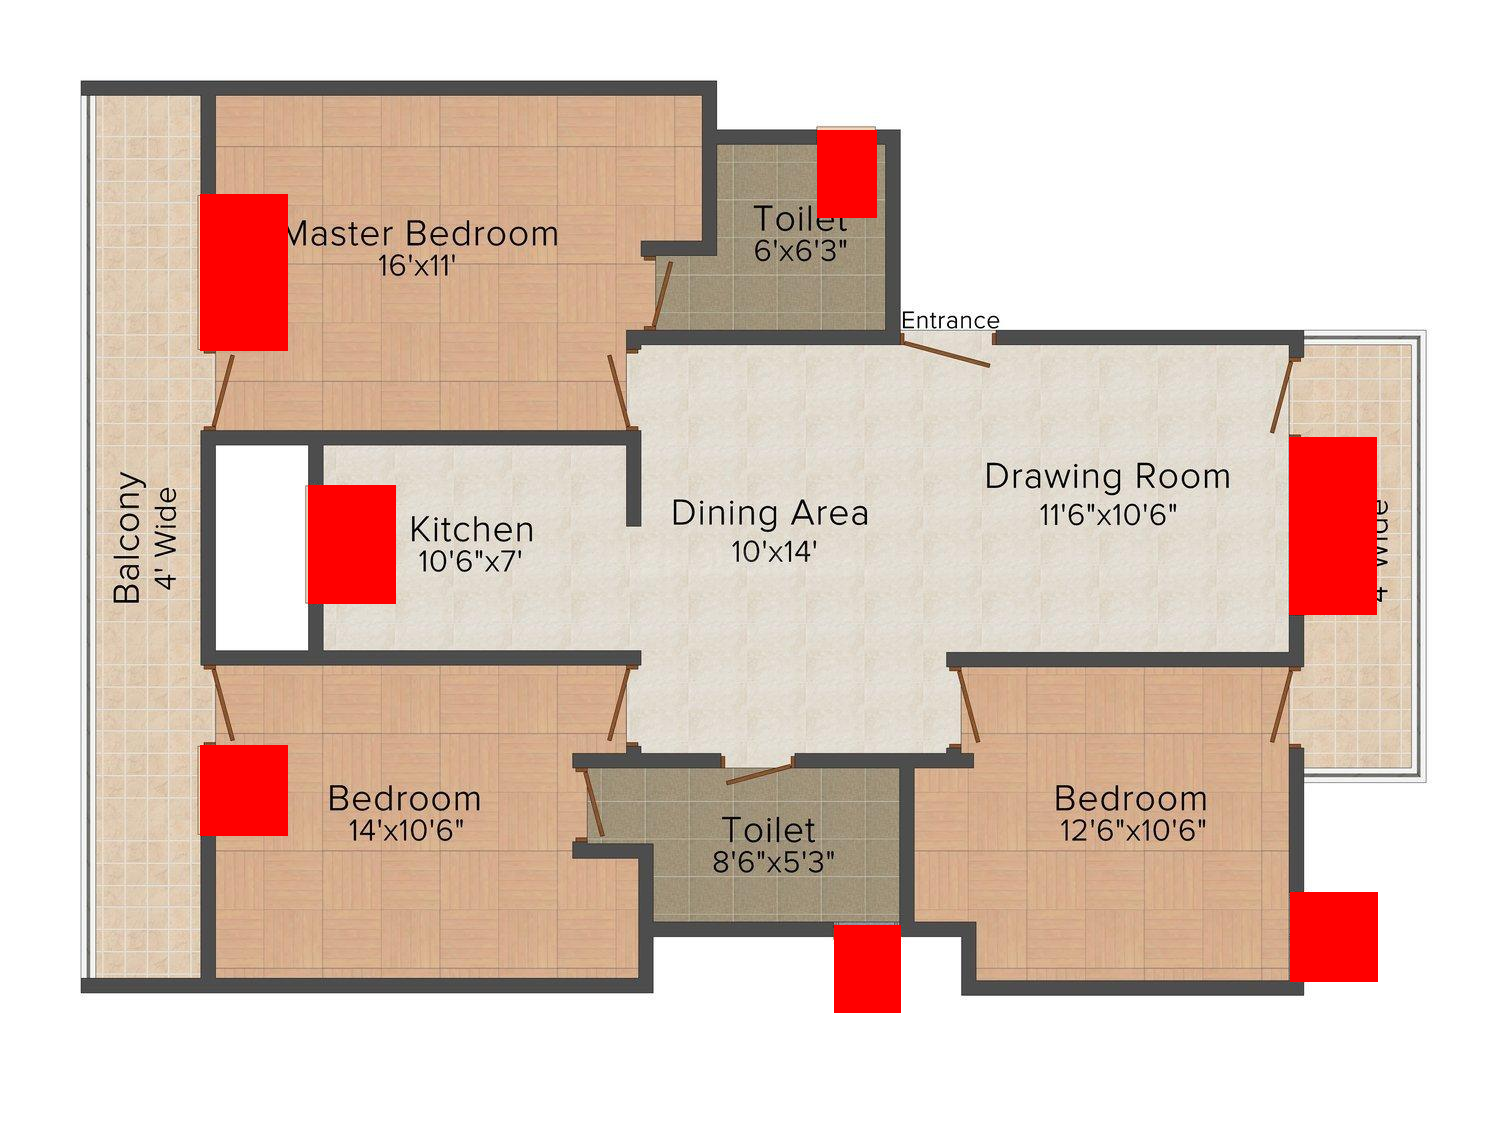 Master Bedroom
16'x11'
Toilet
6'x6'3"
Entrance
Balcony
4' Wide
Kitchen
10'6"x7'
Dining Area
10'x14'
Drawing Room
11'6"x10'6"
4' Wide
Bedroom
14'x10'6"
Toilet
8'6"x5'3"
Bedroom
12'6"x10'6"